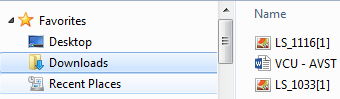 Favorites
Desktop
Downloads
Recent Places
Name
LS_1116[1]
VCU - AVST
LS_1033[1]